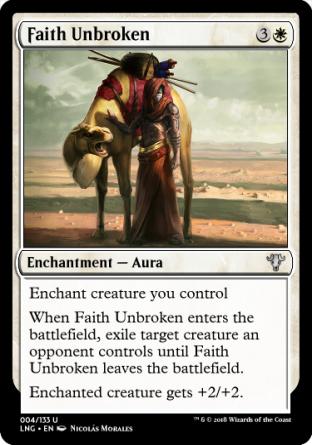 Faith Unbroken 3
Enchantment — Aura
Enchant creature you control
When Faith Unbroken enters the
battlefield, exile target creature an
opponent controls until Faith
Unbroken leaves the battlefield.
Enchanted creature gets +2/+2.
004/133 U
LNG • EN NICOLÁS MORALES
™ & © 2018 Wizards of the Coast